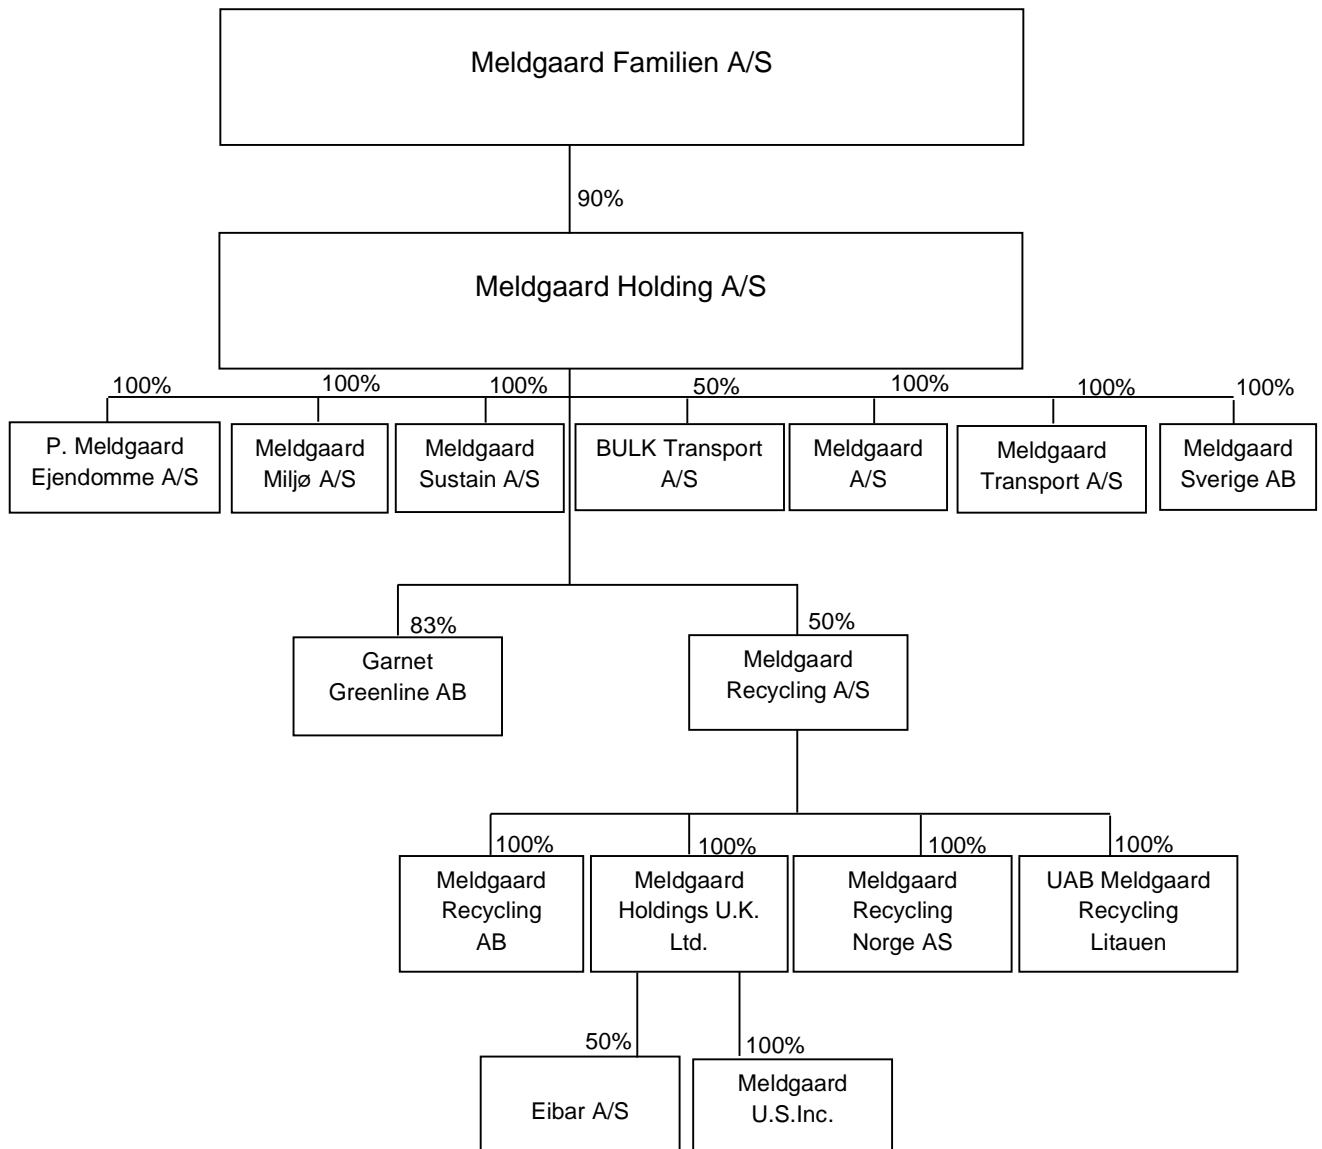 Meldgaard Familien A/S
90%
Meldgaard Holding A/S
100%
100%
100%
50%
100%
100%
100%
P. Meldgaard
Ejendomme A/S
Meldgaard
Miljø A/S
Meldgaard
Sustain A/S
BULK Transport
A/S
Meldgaard
A/S
Meldgaard
Transport A/S
Meldgaard
Sverige AB
83%
50%
Garnet
Greenline AB
Meldgaard
Recycling A/S
100%
100%
100%
100%
Meldgaard
Recycling
AB
Meldgaard
Holdings U.K.
Ltd.
Meldgaard
Recycling
Norge AS
UAB Meldgaard
Recycling
Litauen
50%
100%
Eibar A/S
Meldgaard
U.S.Inc.